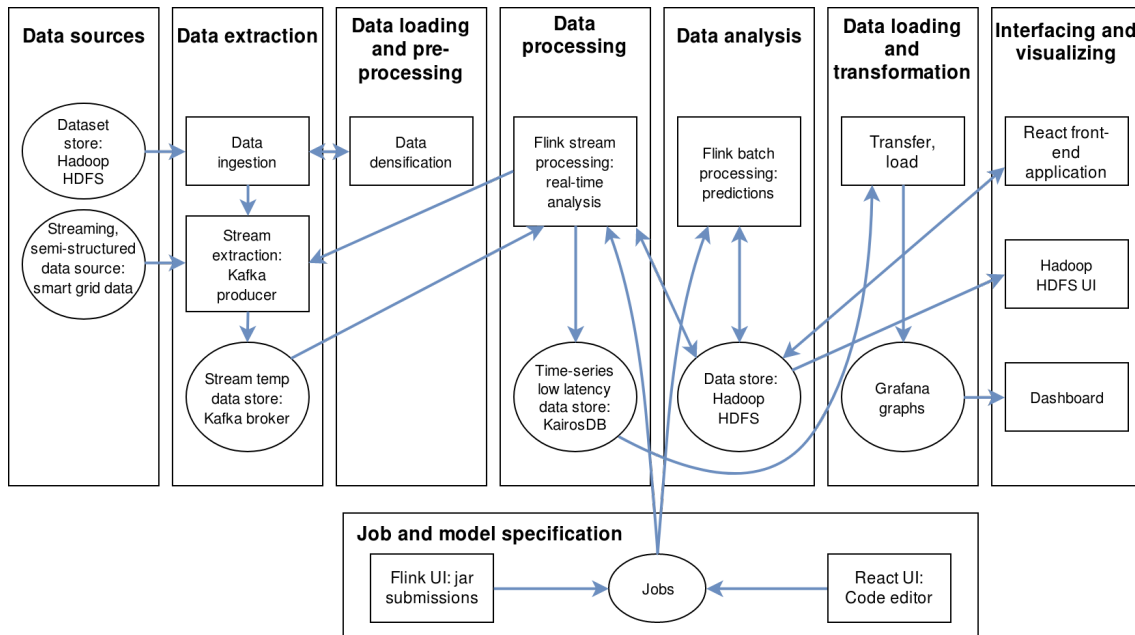 Data sources
Data extraction
Data loading
and pre-
processing
Data
processing
Data analysis
Data loading
and
transformation
Interfacing and
visualizing
Dataset
store:
Hadoop
HDFS
Data
ingestion
Data
densification
Flink stream
processing:
real-time
analysis
Flink batch
processing:
predictions
Transfer,
load
React front-
end
application
Streaming,
semi-structured
data source:
smart grid data
Stream
extraction:
Kafka
producer
Hadoop
HDFS UI
Stream temp
data store:
Kafka broker
Time-series
low latency
data store:
KairosDB
Data store:
Hadoop
HDFS
Grafana
graphs
Dashboard
Job and model specification
Flink UI: jar
submissions
Jobs
React UI:
Code editor